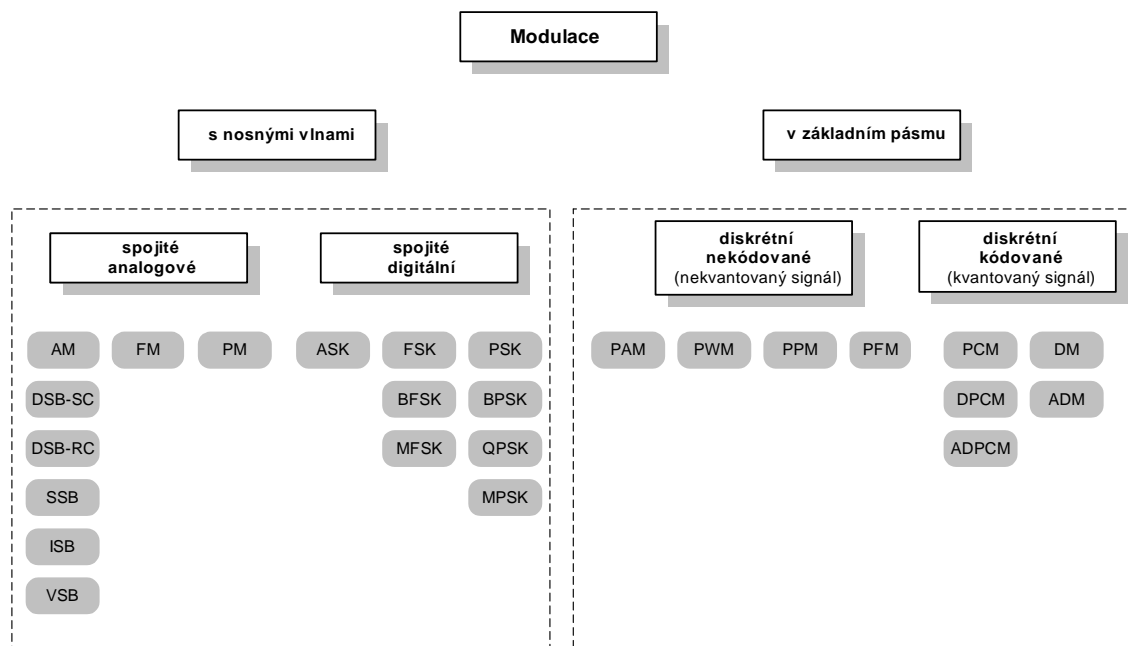 Modulace
s nosnými vlnami
v základním pásmu
spojité
analogové
spojité
digitální
diskrétní
nekódované
(nekvantovaný signál)
diskrétní
kódované
(kvantovaný signál)
AM FM PM ASK FSK PSK PAM PWM PPM PFM PCM DM
DSB-SC BFSK BPSK DPCM ADM
DSB-RC MFSK QPSK ADPCM
SSB MPSK
ISB
VSB